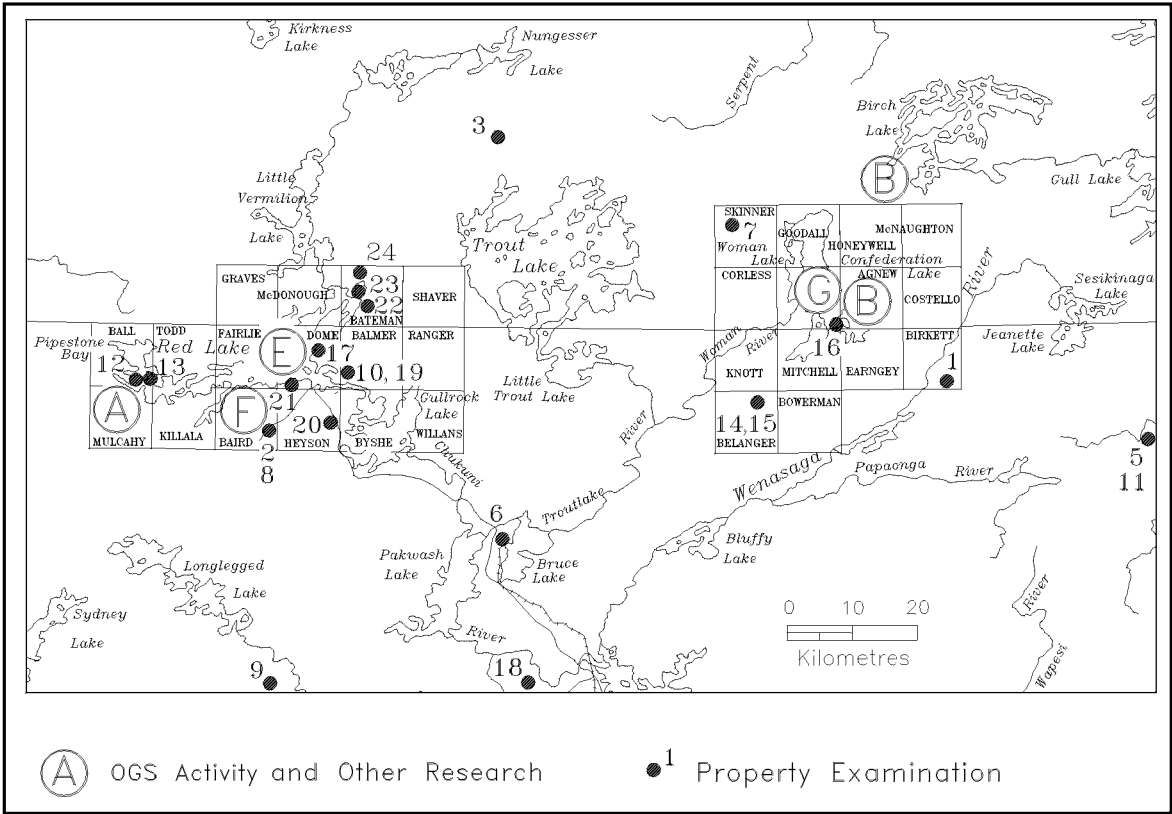 Kirkness
Lake
Nungesser
Lake
Serpent
Birch
Lake
3
B
Gull Lake
Little
Vermilion
Lake
SKINNER
7
GOODALL
McNAUGHTON
HONEYWELL
Woman
Lake
Confederation
Lake
Trout
Lake
24
GRAVES
McDONOUGH
23
22
BATEMAN
SHAVER
CORLESS
G
AGNEW
B
COSTELLO
River
Sesikinaga
Lake
BALL
TODD
FAIRLIE
DOME
BALMER
RANGER
Pipestone
Bay
Red Lake
E
17
12
13
10, 19
Woman
River
16
BIRKETT
Jeanette
Lake
1
KNOTT
MITCHELL
EARNGEY
Little
Trout Lake
A
F
21
Gullrock
Lake
BOWERMAN
14,15
BELANGER
MULCAHY
KILLALA
BAIRD
20
HEYSON
BYSHE
WILLANS
2
8
Chukuni
River
Troutlake
Wenasaga
Papaonga
River
5
11
6
Pakwash
Lake
Bruce
Lake
Bluffy
Lake
Longlegged
Lake
Sydney
Lake
River
9
18
0 10 20
Kilometres
River
Wapesi
A OGS Activity and Other Research
1 Property Examination